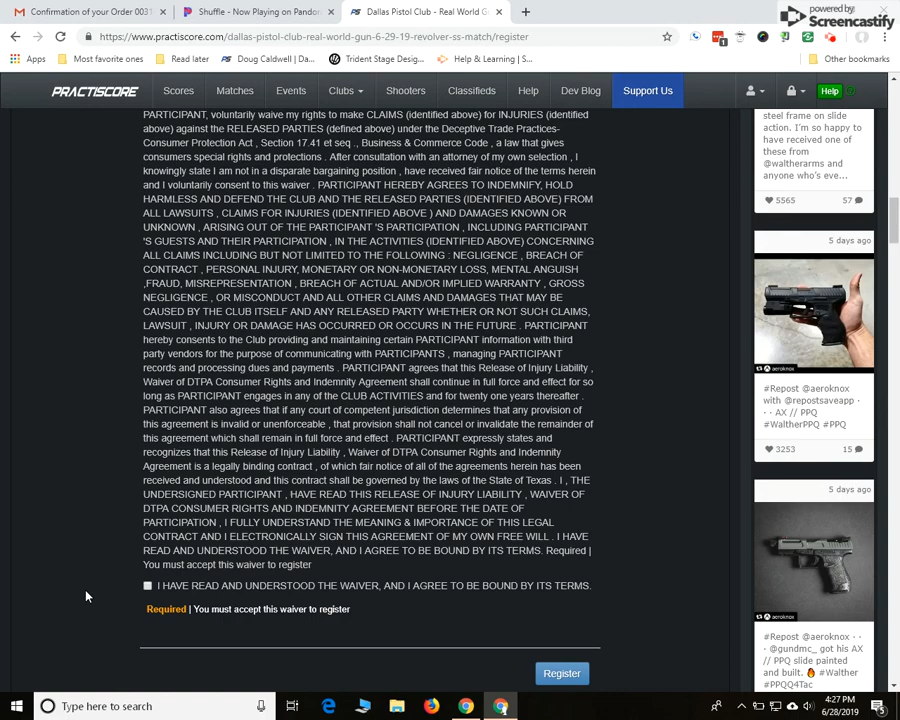 Confirmation of your Order 0031
Shuffle - Now Playing on Pandor
Dallas Pistol Club - Real World G
powered by
Screencastify
https://www.practiscore.com/dallas-pistol-club-real-world-gun-6-29-19-revolver-ss-match/register
Apps
Most favorite ones
Read later
Doug Caldwell | Da...
Trident Stage Desig...
Help & Learning | S...
Other bookmarks
PRACTISCORE
Scores
Matches
Events
Clubs
Shooters
Classifieds
Help
Dev Blog
Support Us
Help
PARTICIPANT, voluntarily waive my rights to make CLAIMS (identified above) for INJURIES (identified
above) against the RELEASED PARTIES (defined above) under the Deceptive Trade Practices-
Consumer Protection Act , Section 17.41 et seq ., Business & Commerce Code , a law that gives
consumers special rights and protections . After consultation with an attorney of my own selection , I
knowingly state I am not in a disparate bargaining position , have received fair notice of the terms herein
and I voluntarily consent to this waiver . PARTICIPANT HEREBY AGREES TO INDEMNIFY, HOLD
HARMLESS AND DEFEND THE CLUB AND THE RELEASED PARTIES (IDENTIFIED ABOVE) FROM
ALL LAWSUITS , CLAIMS FOR INJURIES (IDENTIFIED ABOVE ) AND DAMAGES KNOWN OR
UNKNOWN , ARISING OUT OF THE PARTICIPANT 'S PARTICIPATION , INCLUDING PARTICIPANT
'S GUESTS AND THEIR PARTICIPATION , IN THE ACTIVITIES (IDENTIFIED ABOVE) CONCERNING
ALL CLAIMS INCLUDING BUT NOT LIMITED TO THE FOLLOWING : NEGLIGENCE , BREACH OF
CONTRACT , PERSONAL INJURY, MONETARY OR NON-MONETARY LOSS, MENTAL ANGUISH
,FRAUD, MISREPRESENTATION , BREACH OF ACTUAL AND/OR IMPLIED WARRANTY , GROSS
NEGLIGENCE , OR MISCONDUCT AND ALL OTHER CLAIMS AND DAMAGES THAT MAY BE
CAUSED BY THE CLUB ITSELF AND ANY RELEASED PARTY WHETHER OR NOT SUCH CLAIMS,
LAWSUIT , INJURY OR DAMAGE HAS OCCURRED OR OCCURS IN THE FUTURE . PARTICIPANT
hereby consents to the Club providing and maintaining certain PARTICIPANT information with third
party vendors for the purpose of communicating with PARTICIPANTS , managing PARTICIPANT
records and processing dues and payments . PARTICIPANT agrees that this Release of Injury Liability ,
Waiver of DTPA Consumer Rights and Indemnity Agreement shall continue in full force and effect for so
long as PARTICIPANT engages in any of the CLUB ACTIVITIES and for twenty one years thereafter .
PARTICIPANT also agrees that if any court of competent jurisdiction determines that any provision of
this agreement is invalid or unenforceable , that provision shall not cancel or invalidate the remainder of
this agreement which shall remain in full force and effect . PARTICIPANT expressly states and
recognizes that this Release of Injury Liability , Waiver of DTPA Consumer Rights and Indemnity
Agreement is a legally binding contract , of which fair notice of all of the agreements herein has been
received and understood and this contract shall be governed by the laws of the State of Texas . I , THE
UNDERSIGNED PARTICIPANT , HAVE READ THIS RELEASE OF INJURY LIABILITY , WAIVER OF
DTPA CONSUMER RIGHTS AND INDEMNITY AGREEMENT BEFORE THE DATE OF
PARTICIPATION , I FULLY UNDERSTAND THE MEANING & IMPORTANCE OF THIS LEGAL
CONTRACT AND I ELECTRONICALLY SIGN THIS AGREEMENT OF MY OWN FREE WILL . I HAVE
READ AND UNDERSTOOD THE WAIVER, AND I AGREE TO BE BOUND BY ITS TERMS. Required |
You must accept this waiver to register
I HAVE READ AND UNDERSTOOD THE WAIVER, AND I AGREE TO BE BOUND BY ITS TERMS.
Required | You must accept this waiver to register
Register
steel frame on slide
action. I'm so happy to
have received one of
these from
@waltherarms and
anyone who's eve...
5565
57
5 days ago
aeroknox
#Repost @aeroknox
with @repostsaveapp ·
· · AX // PPQ
#WaltherPPQ #PPQ
3253
15
5 days ago
aeroknox
#Repost @aeroknox · ·
· @gundmc_ got his AX
// PPQ slide painted
and built. 🔥 #Walther
#PPQQ4Tac
Type here to search
4:27 PM
6/28/2019
5